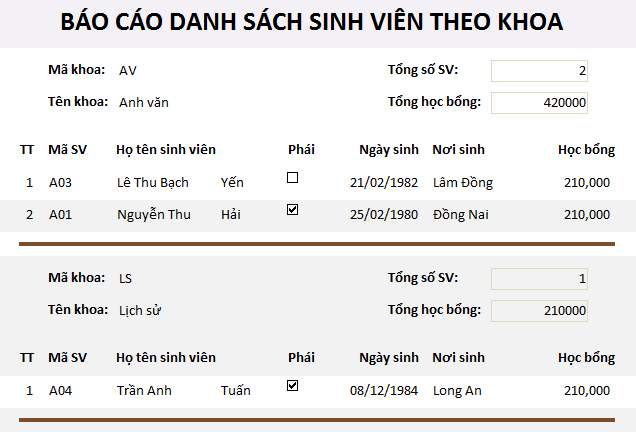 BÁO CÁO DANH SÁCH SINH VIÊN THEO KHOA
Mã khoa: AV Tổng số SV: 2
Tên khoa: Anh văn Tổng học bổng: 420000
TT Mã SV Họ tên sinh viên Phái Ngày sinh Nơi sinh Học bổng
1 A03 Lê Thu Bạch Yến 21/02/1982 Lâm Đồng 210,000
2 A01 Nguyễn Thu Hải 25/02/1980 Đồng Nai 210,000
Mã khoa: LS Tổng số SV: 1
Tên khoa: Lịch sử Tổng học bổng: 210000
TT Mã SV Họ tên sinh viên Phái Ngày sinh Nơi sinh Học bổng
1 A04 Trần Anh Tuấn 08/12/1984 Long An 210,000